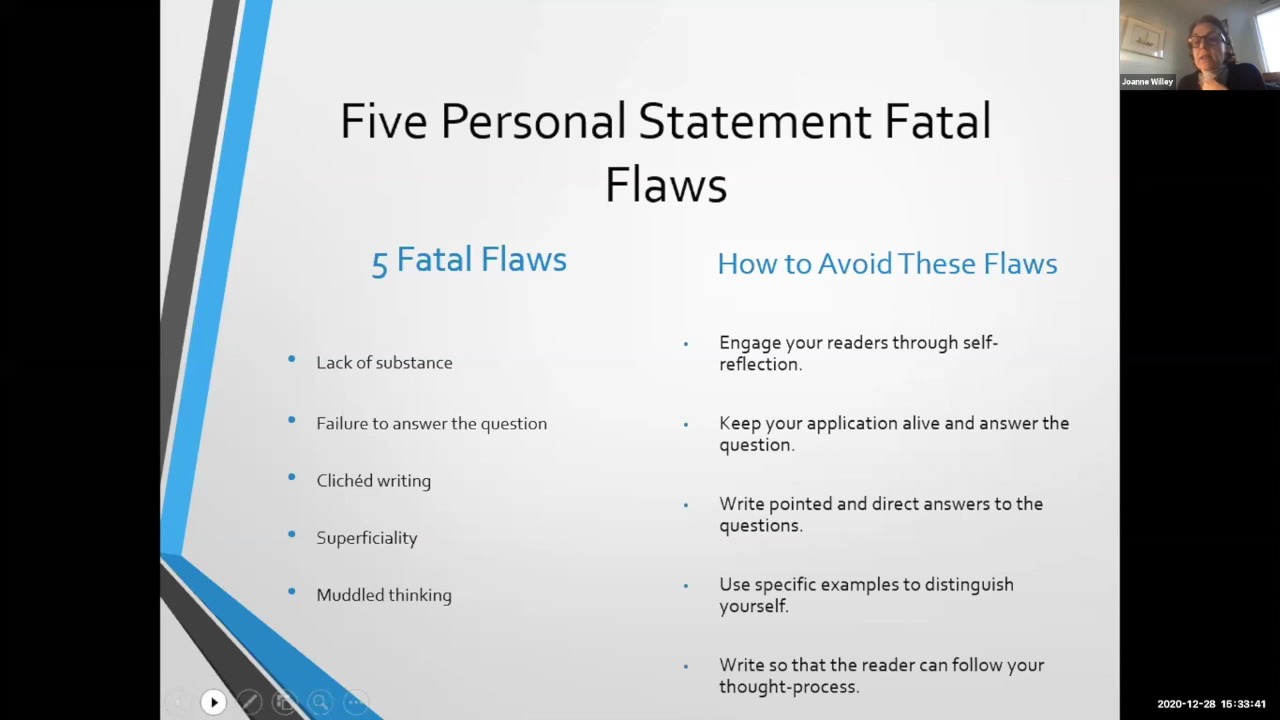 Five Personal Statement Fatal
Flaws
5 Fatal Flaws
Lack of substance
Failure to answer the question
Clichéd writing
Superficiality
Muddled thinking
How to Avoid These Flaws
Engage your readers through self-
reflection.
Keep your application alive and answer the
question.
Write pointed and direct answers to the
questions.
Use specific examples to distinguish
yourself.
Write so that the reader can follow your
thought-process.
Joanne Willey
2020-12-28 15:33:41